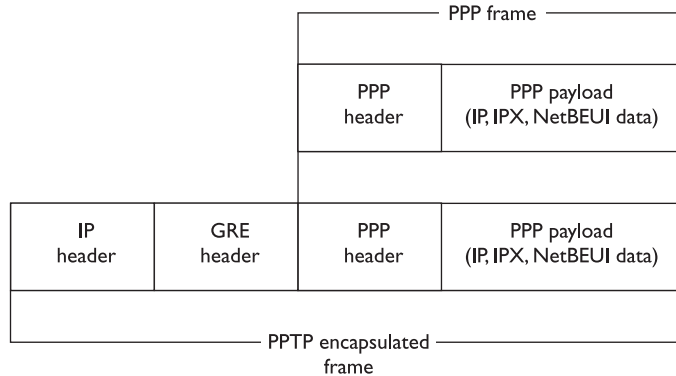 PPP frame
PPP
header
PPP payload
(IP, IPX, NetBEUI data)
IP
header
GRE
header
PPP
header
PPP payload
(IP, IPX, NetBEUI data)
PPTP encapsulated
frame